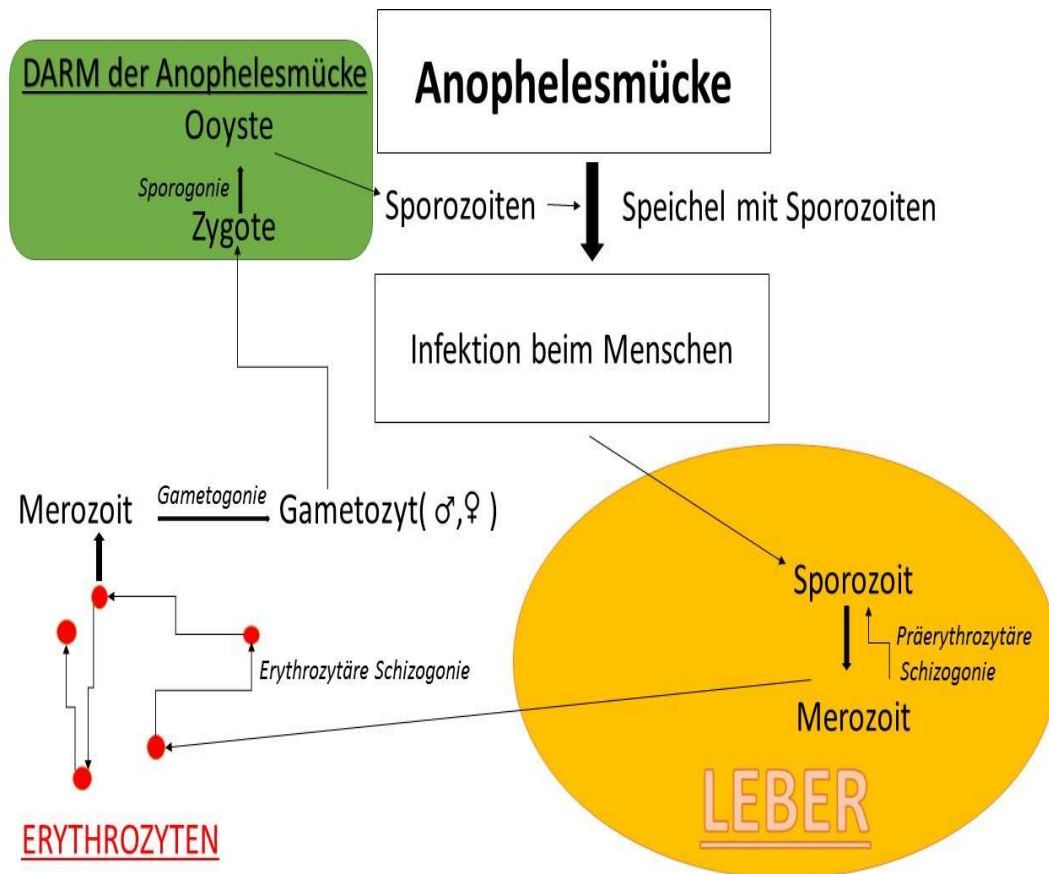 DARM der Anophelesmücke
Ooyste
Sporogonie
Zygote
Anophelesmücke
Sporozoiten
Speichel mit Sporozoiten
Infektion beim Menschen
Merozoit
Gametogonie
Gametozyt( ♂,♀ )
Erythrozytäre Schizogonie
ERYTHROZYTEN
Sporozoit
Präerythrozytäre
Schizogonie
Merozoit
LEBER